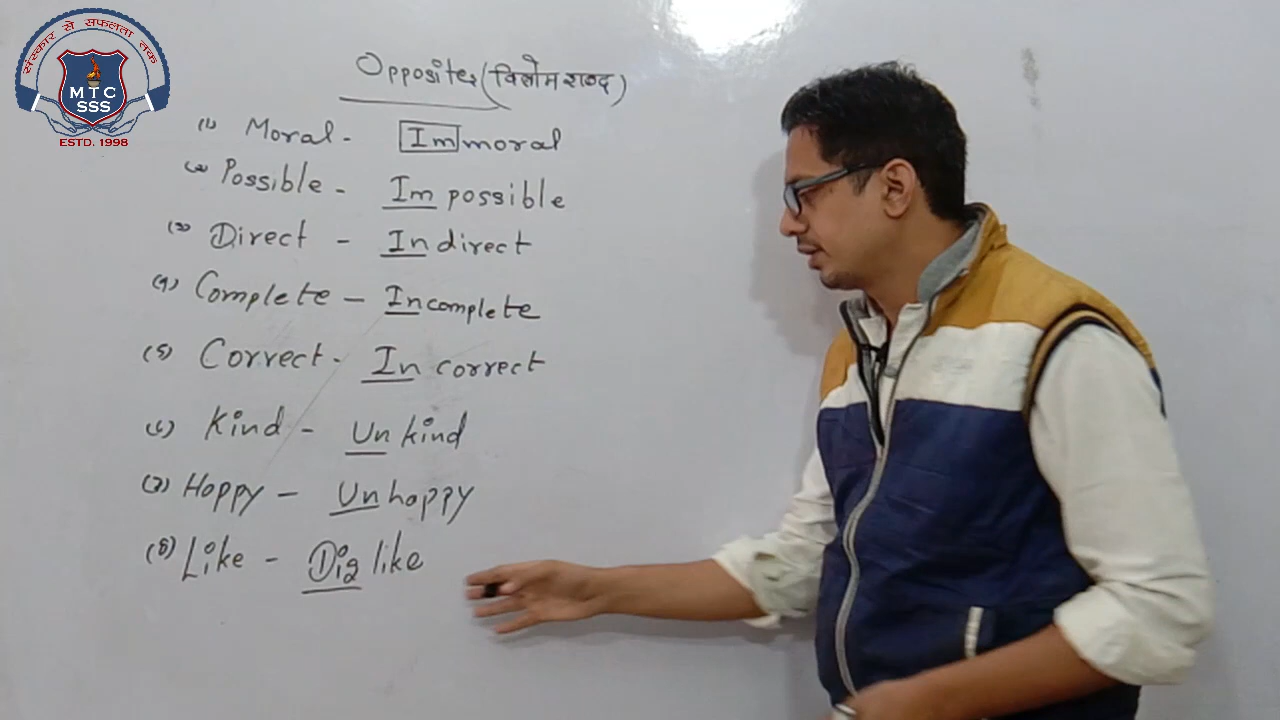 संस्कार से सफलता तक
MTC
SSS
ESTD. 1998
Opposites (विलोम शब्द)
(1) Moral - Immoral
(2) Possible - Impossible
(3) Direct - Indirect
(4) Complete - Incomplete
(5) Correct - Incorrect
(6) Kind - Unkind
(7) Happy - Unhappy
(8) Like - Dislike